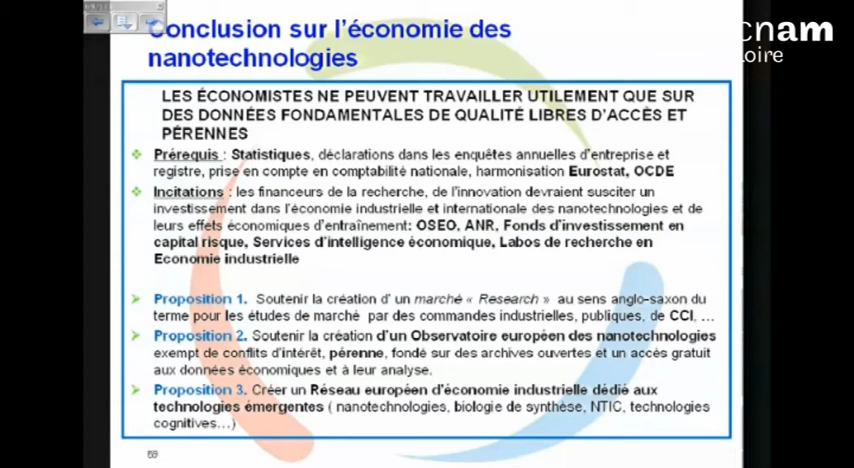 Conclusion sur l'économie des
nanotechnologies
cnam
Loire
LES ÉCONOMISTES NE PEUVENT TRAVAILLER UTILEMENT QUE SUR
DES DONNÉES FONDAMENTALES DE QUALITÉ LIBRES D'ACCÈS ET
PÉRENNES
Prérequis : Statistiques, déclarations dans les enquêtes annuelles d'entreprise et
registre, prise en compte en comptabilité nationale, harmonisation Eurostat, OCDE
Incitations : les financeurs de la recherche, de l'innovation devraient susciter un
investissement dans l'économie industrielle et internationale des nanotechnologies et de
leurs effets économiques d'entraînement: OSEO, ANR, Fonds d'investissement en
capital risque, Services d'intelligence économique, Labos de recherche en
Economie industrielle
Proposition 1. Soutenir la création d' un marché « Research » au sens anglo-saxon du
terme pour les études de marché par des commandes industrielles, publiques, de CCI, ...
Proposition 2. Soutenir la création d'un Observatoire européen des nanotechnologies
exempt de conflits d'intérêt, pérenne, fondé sur des archives ouvertes et un accès gratuit
aux données économiques et à leur analyse.
Proposition 3. Créer un Réseau européen d'économie industrielle dédié aux
technologies émergentes ( nanotechnologies, biologie de synthèse, NTIC, technologies
cognitives...)
59